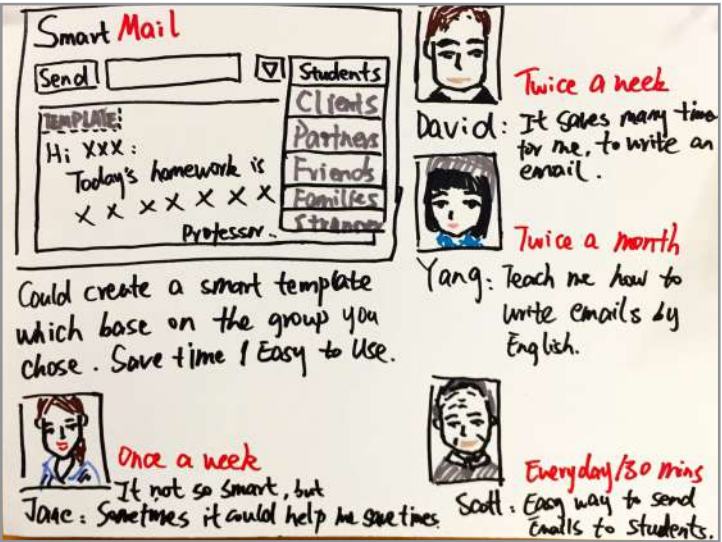 Smart Mail
Send
Students
Clients
Partners
Friends
Families
Stranger
TEMPLATE:
Hi XXX:
Today's homework is
X X X X X X X
Professor.
Could create a smart template
which base on the group you
chose. Save time / Easy to Use.
Twice a week
David: It saves many time
for me, to write an
email.
Twice a month
Yang: Teach me how to
write emails by
English.
Once a week
It not so smart, but
Jane: Sometimes it could help me save times.
Everyday/30 mins
Scott: Easy way to send
Emails to students.